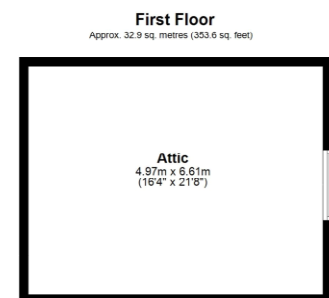 First Floor
Approx. 32.9 sq. metres (353.6 sq. feet)
Attic
4.97m x 6.61m
(16'4" x 21'8")